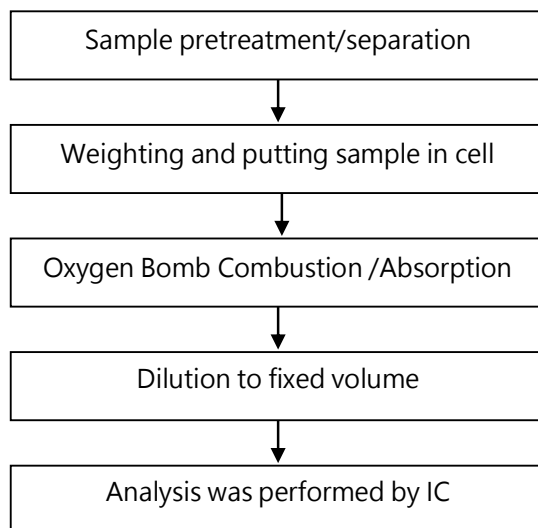 Sample pretreatment/separation
Weighting and putting sample in cell
Oxygen Bomb Combustion /Absorption
Dilution to fixed volume
Analysis was performed by IC